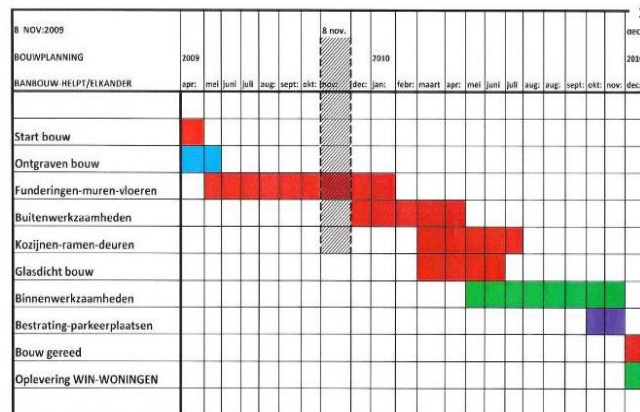 8 NOV:2009 8 nov. dec
BOUWPLANNING 2009 2010
BANBOUW-HELPT/ELKANDER apr: mei juni juli aug: sept: okt: nov: dec: jan: febr: maart apr: mei juni juli aug: aug: sept: okt: nov: dec:
Start bouw
Ontgraven bouw
Funderingen-muren-vloeren
Buitenwerkzaamheden
Kozijnen-ramen-deuren
Glasdicht bouw
Binnenwerkzaamheden
Bestrating-parkeerplaatsen
Bouw gereed
Oplevering WIN-WONINGEN